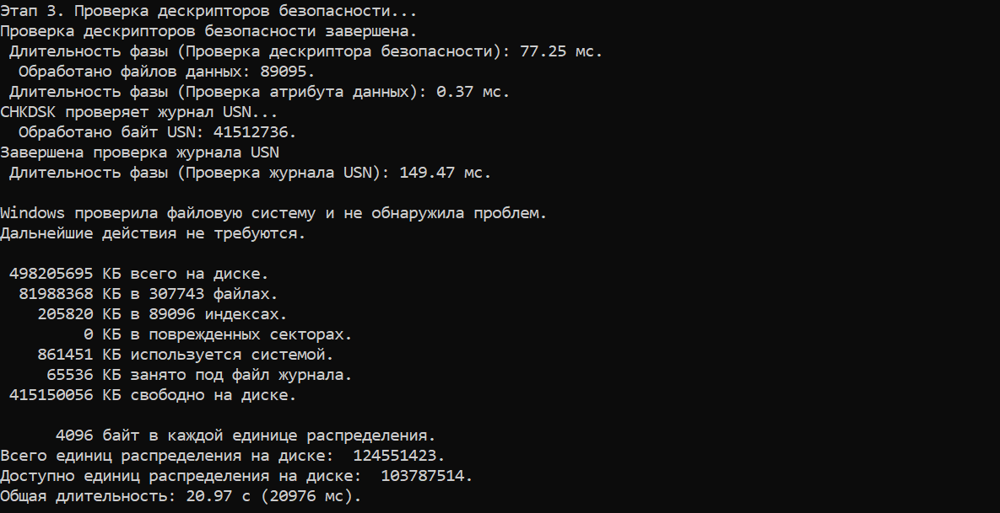 Этап 3. Проверка дескрипторов безопасности...
Проверка дескрипторов безопасности завершена.
Длительность фазы (Проверка дескриптора безопасности): 77.25 мс.
Обработано файлов данных: 89095.
Длительность фазы (Проверка атрибута данных): 0.37 мс.
CHKDSK проверяет журнал USN...
Обработано байт USN: 41512736.
Завершена проверка журнала USN
Длительность фазы (Проверка журнала USN): 149.47 мс.
Windows проверила файловую систему и не обнаружила проблем.
Дальнейшие действия не требуются.
498205695 КБ всего на диске.
81988368 КБ в 307743 файлах.
205820 КБ в 89096 индексах.
0 КБ в поврежденных секторах.
861451 КБ используется системой.
65536 КБ занято под файл журнала.
415150056 КБ свободно на диске.
4096 байт в каждой единице распределения.
Всего единиц распределения на диске: 124551423.
Доступно единиц распределения на диске: 103787514.
Общая длительность: 20.97 с (20976 мс).